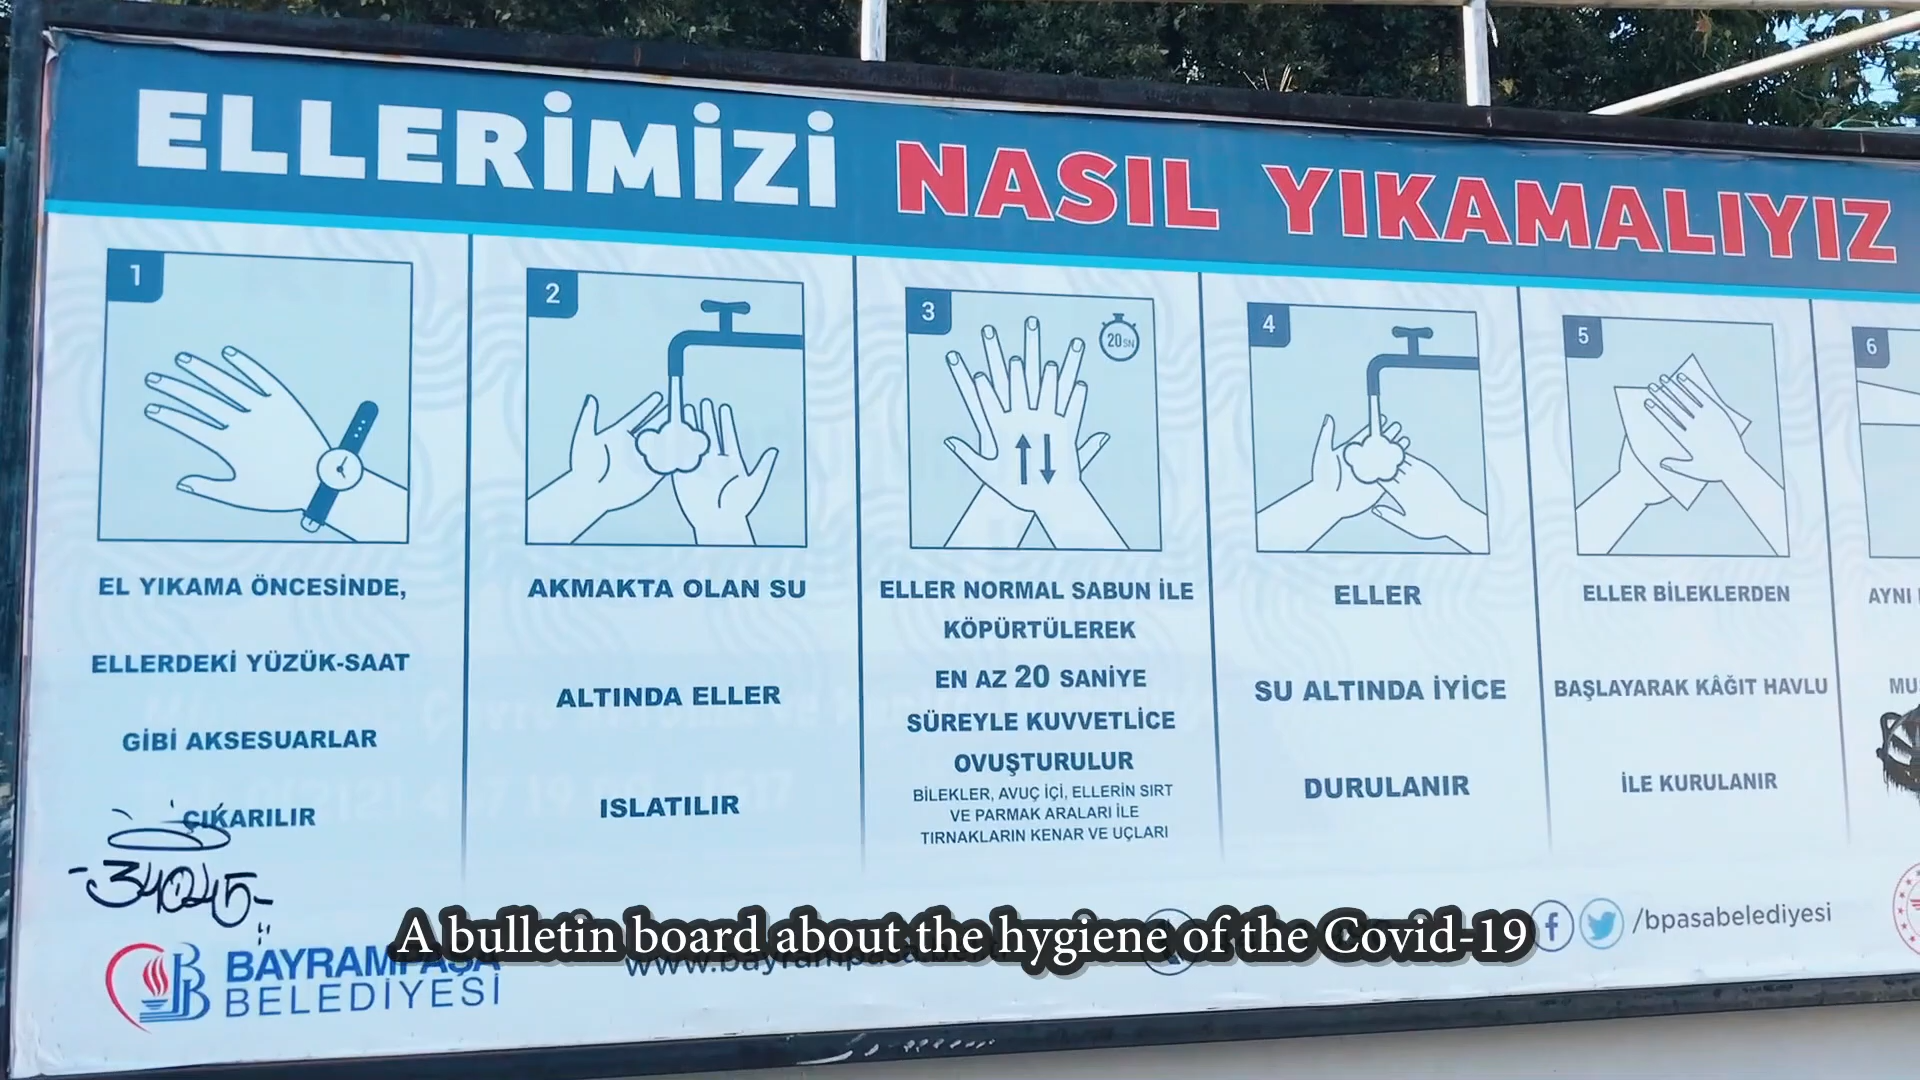 ELLERİMİZİ NASIL YIKAMALIYIZ
1
EL YIKAMA ÖNCESİNDE,
ELLERDEKİ YÜZÜK-SAAT
GİBİ AKSESUARLAR
ÇIKARILIR
2
AKMAKTA OLAN SU
ALTINDA ELLER
ISLATILIR
3
20 SN
ELLER NORMAL SABUN İLE
KÖPÜRTÜLEREK
EN AZ 20 SANİYE
SÜREYLE KUVVETLİCE
OVUŞTURULUR
BİLEKLER, AVUÇ İÇİ, ELLERİN SIRT
VE PARMAK ARALARI İLE
TIRNAKLARIN KENAR VE UÇLARI
4
ELLER
SU ALTINDA İYİCE
DURULANIR
5
ELLER BİLEKLERDEN
BAŞLAYARAK KÂĞIT HAVLU
İLE KURULANIR
6
AYNI
-34045-
BAYRAMPAŞA
BELEDİYESİ
/bpasabelediyesi
A bulletin board about the hygiene of the Covid-19